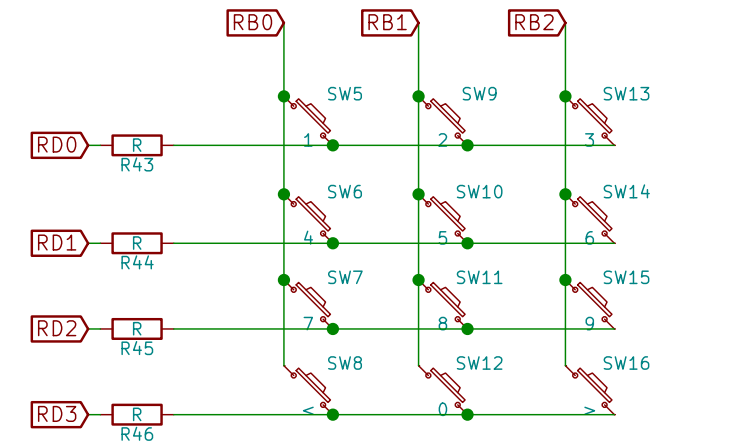 RB0 RB1 RB2
SW5 SW9 SW13
RD0 R 1 2 3
R43
SW6 SW10 SW14
RD1 R 4 5 6
R44
SW7 SW11 SW15
RD2 R 7 8 9
R45
SW8 SW12 SW16
RD3 R < 0 >
R46